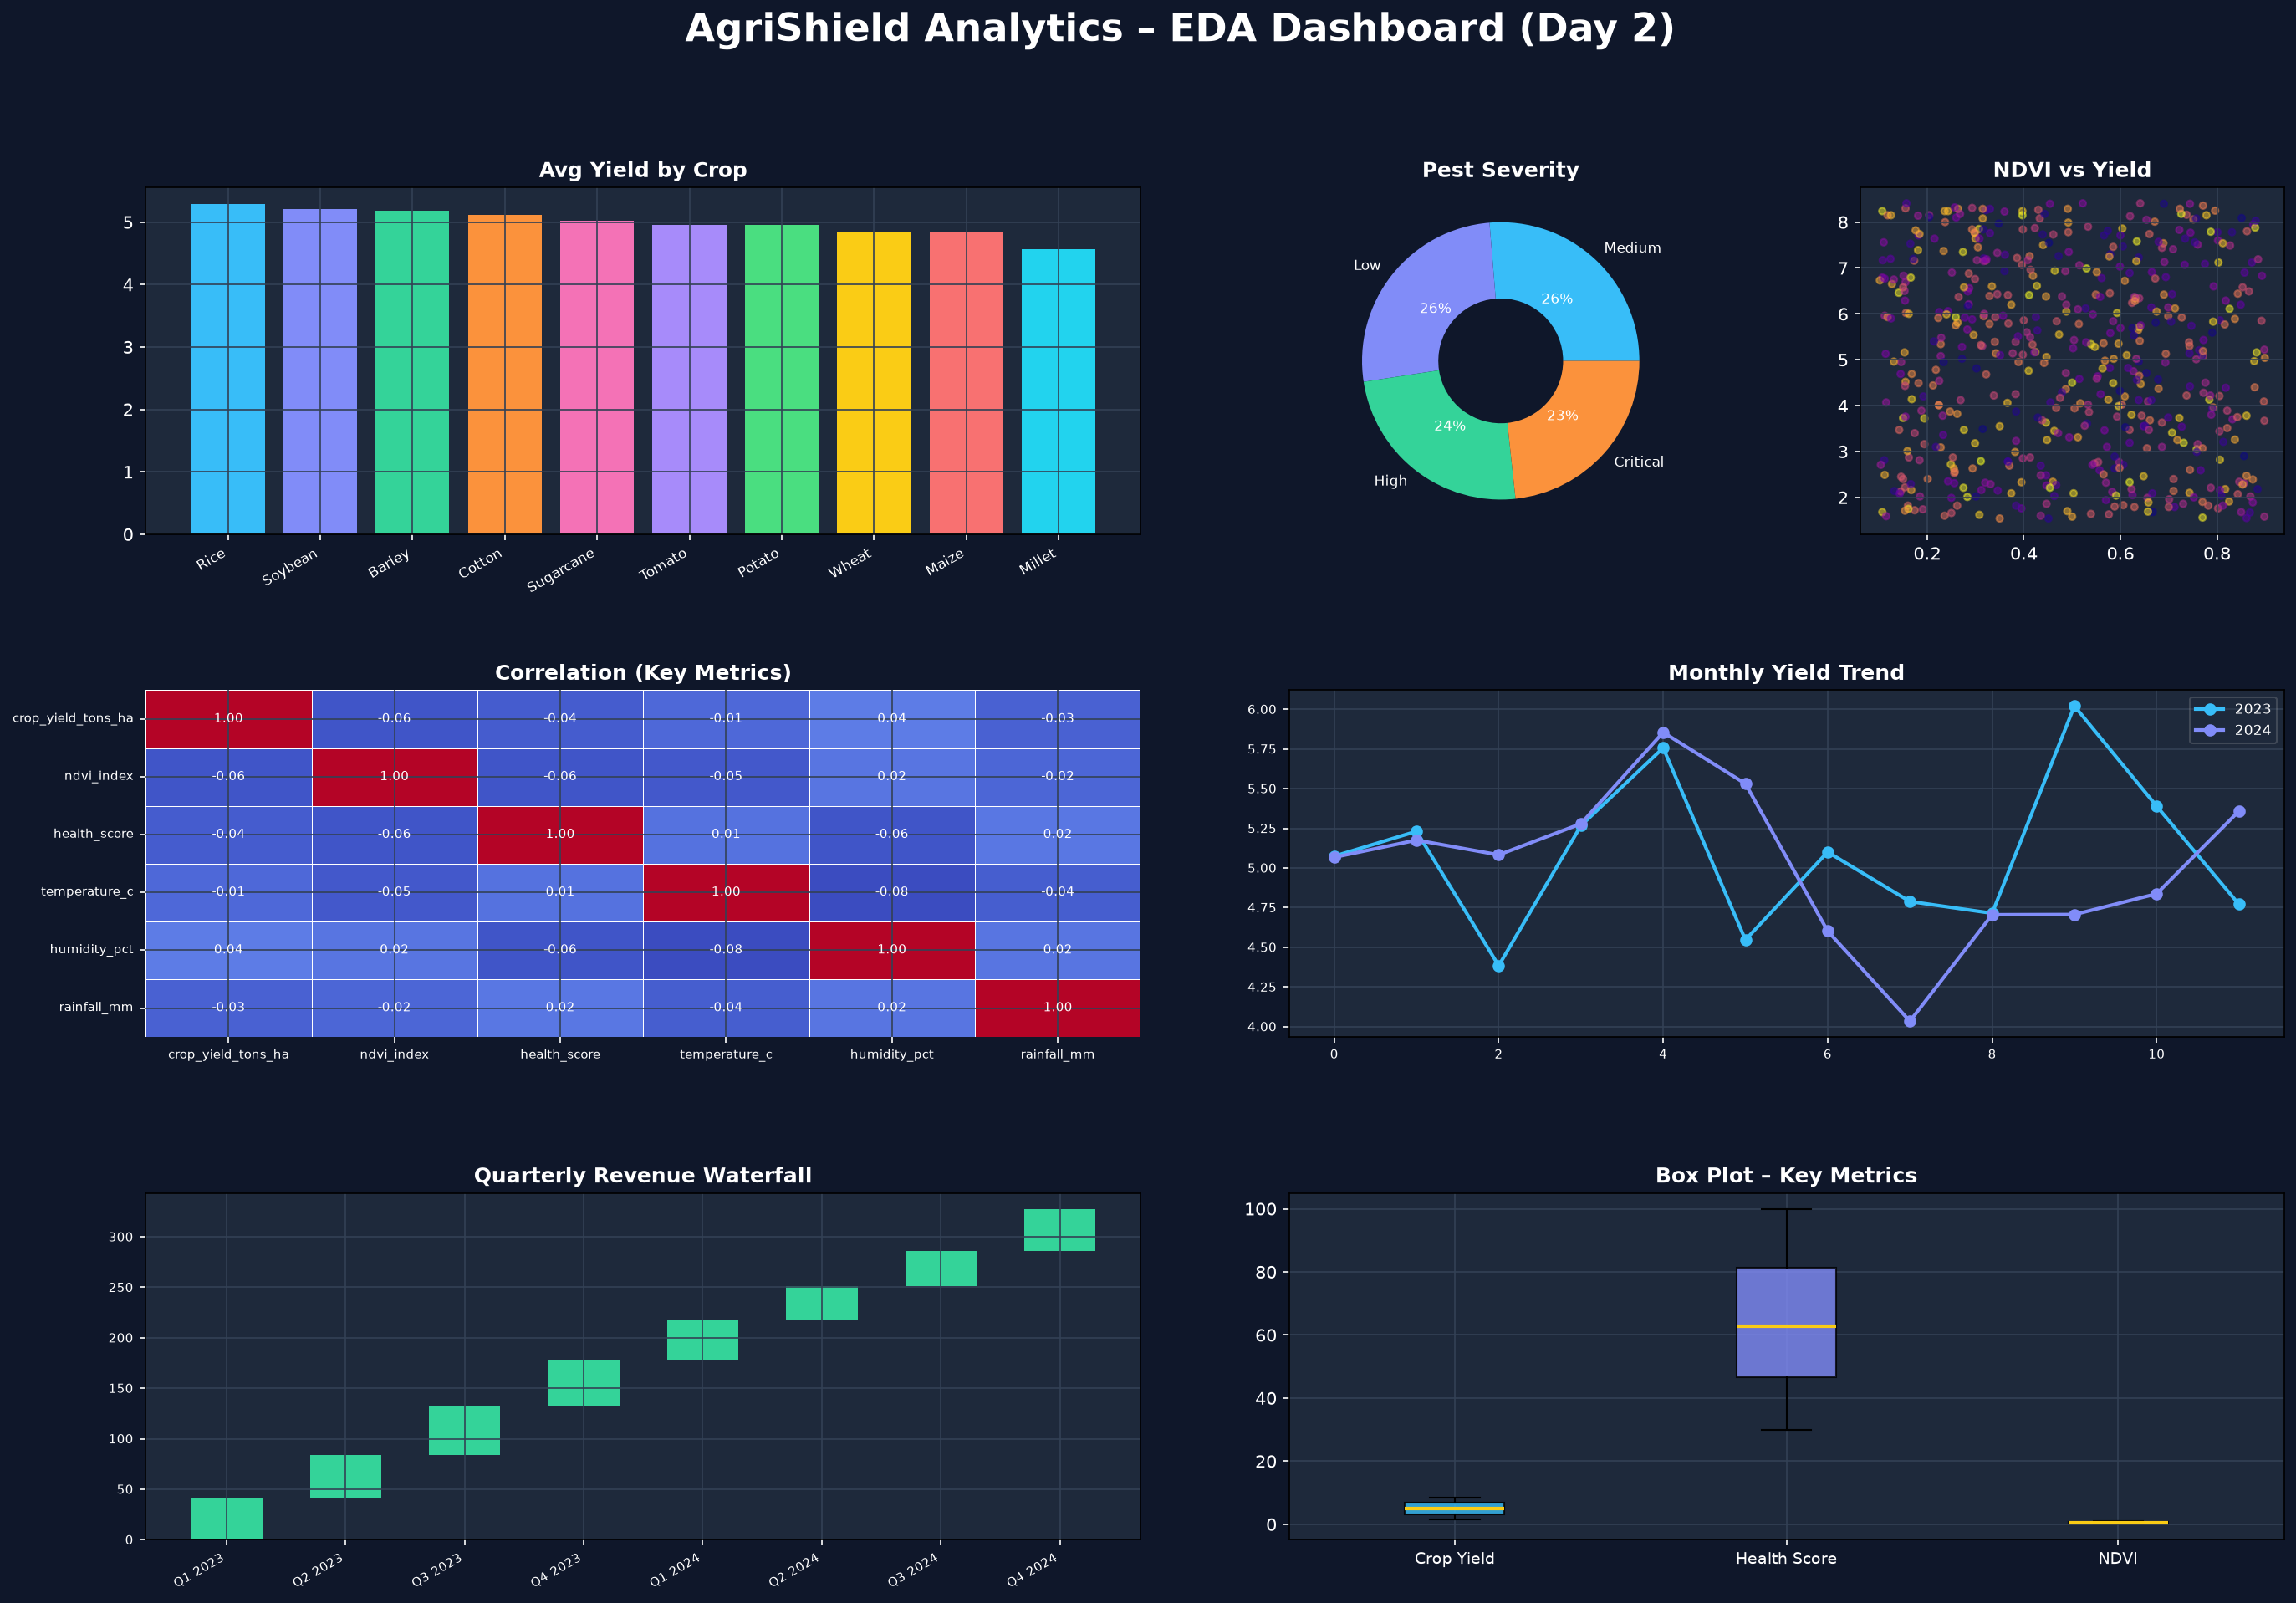 AgriShield Analytics – EDA Dashboard (Day 2)
Avg Yield by Crop
5
4
3
2
1
0
Rice
Soybean
Barley
Cotton
Sugarcane
Tomato
Potato
Wheat
Maize
Millet
Pest Severity
Medium
Low
26%
26%
24%
23%
High
Critical
NDVI vs Yield
8
7
6
5
4
3
2
0.2 0.4 0.6 0.8
Correlation (Key Metrics)
crop_yield_tons_ha 1.00 -0.06 -0.04 -0.01 0.04 -0.03
ndvi_index -0.06 1.00 -0.06 -0.05 0.02 -0.02
health_score -0.04 -0.06 1.00 0.01 -0.06 0.02
temperature_c -0.01 -0.05 0.01 1.00 -0.08 -0.04
humidity_pct 0.04 0.02 -0.06 -0.08 1.00 0.02
rainfall_mm -0.03 -0.02 0.02 -0.04 0.02 1.00
crop_yield_tons_ha ndvi_index health_score temperature_c humidity_pct rainfall_mm
Monthly Yield Trend
2023
2024
6.00
5.75
5.50
5.25
5.00
4.75
4.50
4.25
4.00
0 2 4 6 8 10
Quarterly Revenue Waterfall
300
250
200
150
100
50
0
Q1 2023
Q2 2023
Q3 2023
Q4 2023
Q1 2024
Q2 2024
Q3 2024
Q4 2024
Box Plot – Key Metrics
100
80
60
40
20
0
Crop Yield Health Score NDVI